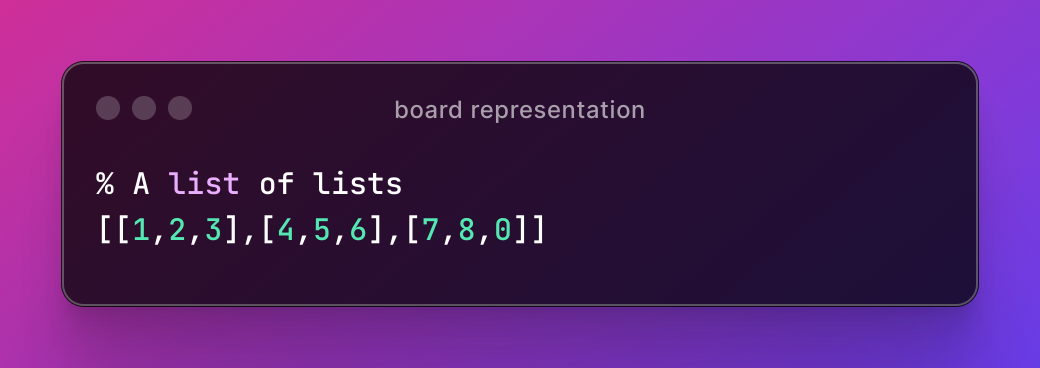 board representation
% A list of lists
[[1,2,3],[4,5,6],[7,8,0]]